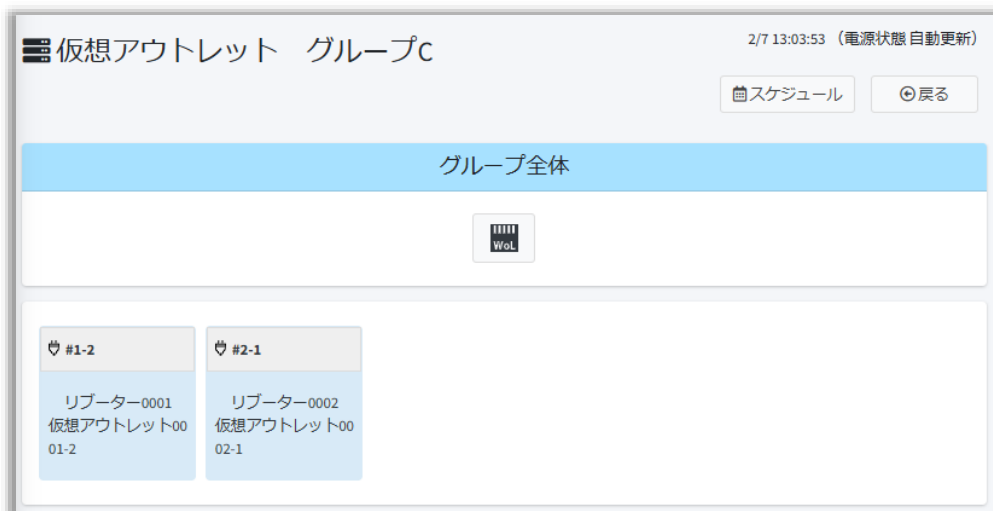 仮想アウトレット　グループC
2/7 13:03:53 （電源状態 自動更新）
スケジュール
戻る
グループ全体
WoL
#1-2
リブーター0001
仮想アウトレット00
01-2
#2-1
リブーター0002
仮想アウトレット00
02-1